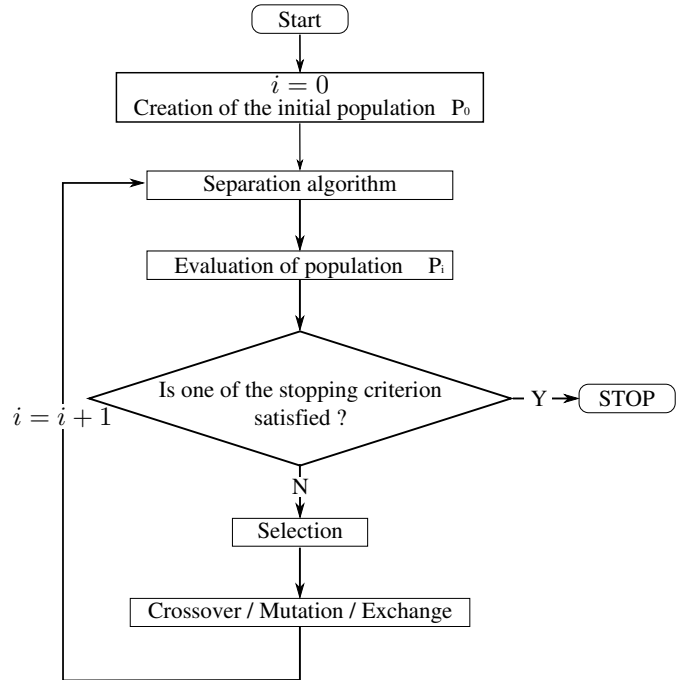 Start
i = 0
Creation of the initial population P₀
Separation algorithm
Evaluation of population Pᵢ
Is one of the stopping criterion
satisfied ?
Y
STOP
i = i + 1
N
Selection
Crossover / Mutation / Exchange